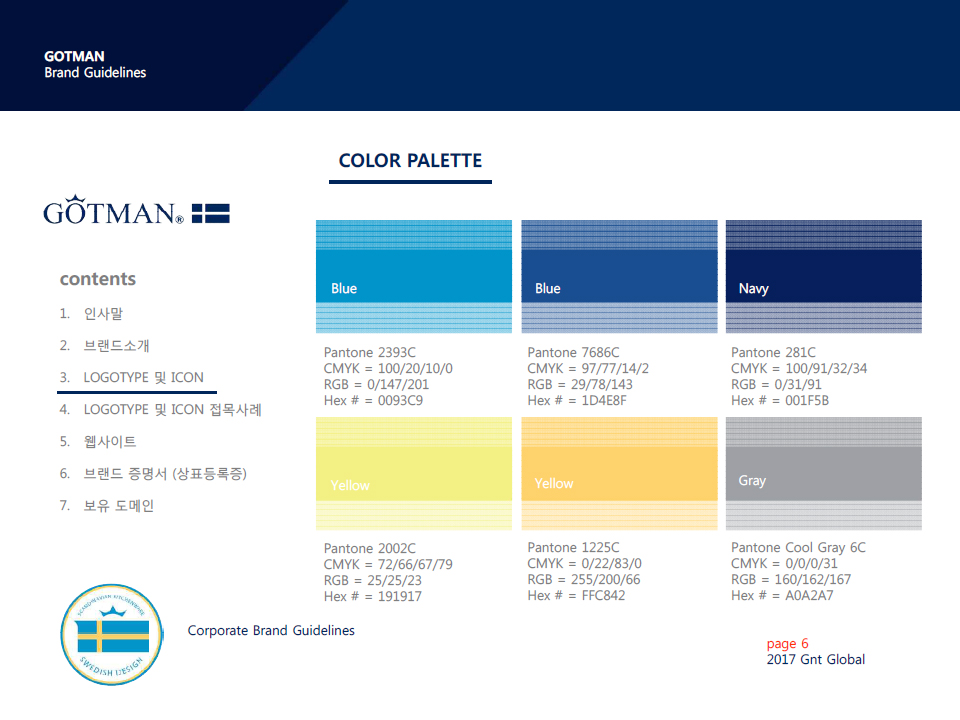 GOTMAN
Brand Guidelines
COLOR PALETTE
GÖTMAN®
contents
1. 인사말
2. 브랜드소개
3. LOGOTYPE 및 ICON
4. LOGOTYPE 및 ICON 접목사례
5. 웹사이트
6. 브랜드 증명서 (상표등록증)
7. 보유 도메인
Blue
Pantone 2393C
CMYK = 100/20/10/0
RGB = 0/147/201
Hex # = 0093C9
Blue
Pantone 7686C
CMYK = 97/77/14/2
RGB = 29/78/143
Hex # = 1D4E8F
Navy
Pantone 281C
CMYK = 100/91/32/34
RGB = 0/31/91
Hex # = 001F5B
Yellow
Pantone 2002C
CMYK = 72/66/67/79
RGB = 25/25/23
Hex # = 191917
Yellow
Pantone 1225C
CMYK = 0/22/83/0
RGB = 255/200/66
Hex # = FFC842
Gray
Pantone Cool Gray 6C
CMYK = 0/0/0/31
RGB = 160/162/167
Hex # = A0A2A7
SCANDINAVIAN KITCHENWARE
SWEDISH DESIGN
Corporate Brand Guidelines
page 6
2017 Gnt Global